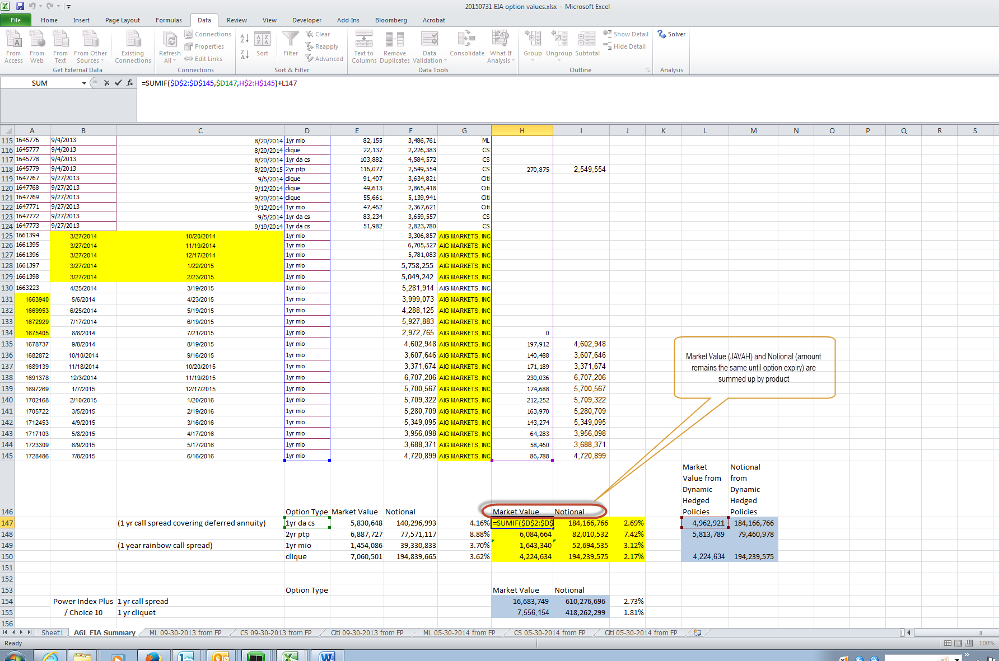 20150731 EIA option values.xlsx - Microsoft Excel
File Home Insert Page Layout Formulas Data Review View Developer Add-Ins Bloomberg Acrobat
From Access From Web From Text From Other Sources Existing Connections
Get External Data
Refresh All Connections Properties Edit Links
Connections
Sort Filter Clear Reapply Advanced
Sort & Filter
Text to Columns Remove Duplicates Data Validation Consolidate What-If Analysis
Data Tools
Group Ungroup Subtotal Show Detail Hide Detail
Outline
Solver
Analysis
SUM fx =SUMIF($D$2:$D$145,$D147,H$2:H$145)+L147
A B C D E F G H I J K L M N O P Q R S
115 1645776 9/4/2013 8/20/2014 1yr mio 82,155 3,486,761 ML
116 1645777 9/4/2013 8/20/2014 clique 22,137 2,226,383 CS
117 1645778 9/4/2013 8/20/2014 1yr da cs 103,882 4,584,572 CS
118 1645779 9/4/2013 8/20/2015 2yr ptp 116,077 2,549,554 CS 270,875 2,549,554
119 1647767 9/27/2013 9/5/2014 clique 91,407 3,634,821 Citi
120 1647768 9/27/2013 9/12/2014 clique 49,613 2,865,418 Citi
121 1647769 9/27/2013 9/20/2014 clique 55,661 5,139,941 Citi
122 1647771 9/27/2013 9/12/2014 1yr mio 47,462 2,367,621 Citi
123 1647772 9/27/2013 9/5/2014 1yr da cs 83,234 3,659,557 CS
124 1647773 9/27/2013 9/19/2014 1yr da cs 51,982 2,823,780 CS
125 1661394 3/27/2014 10/20/2014 1yr mio 3,306,857 AIG MARKETS, INC
126 1661395 3/27/2014 11/19/2014 1yr mio 6,705,527 AIG MARKETS, INC
127 1661396 3/27/2014 12/17/2014 1yr mio 5,781,083 AIG MARKETS, INC
128 1661397 3/27/2014 1/22/2015 1yr mio 5,758,255 AIG MARKETS, INC
129 1661398 3/27/2014 2/23/2015 1yr mio 5,049,242 AIG MARKETS, INC
130 1663223 4/25/2014 3/19/2015 1yr mio 5,281,914 AIG MARKETS, INC
131 1663940 5/6/2014 4/23/2015 1yr mio 3,999,073 AIG MARKETS, INC
132 1669953 6/25/2014 5/19/2015 1yr mio 4,288,125 AIG MARKETS, INC
133 1672929 7/17/2014 6/19/2015 1yr mio 5,927,883 AIG MARKETS, INC
134 1675405 8/8/2014 7/21/2015 1yr mio 2,972,765 AIG MARKETS, INC 0
135 1678737 9/8/2014 8/19/2015 1yr mio 4,602,948 AIG MARKETS, INC 197,912 4,602,948
136 1682872 10/10/2014 9/16/2015 1yr mio 3,607,646 AIG MARKETS, INC 140,488 3,607,646
137 1689139 11/18/2014 10/20/2015 1yr mio 3,371,674 AIG MARKETS, INC 171,189 3,371,674
138 1691378 12/3/2014 11/19/2015 1yr mio 6,707,206 AIG MARKETS, INC 230,036 6,707,206
139 1697269 1/7/2015 12/17/2015 1yr mio 5,700,567 AIG MARKETS, INC 174,688 5,700,567
140 1702168 2/10/2015 1/20/2016 1yr mio 5,709,322 AIG MARKETS, INC 212,252 5,709,322
141 1705722 3/5/2015 2/19/2016 1yr mio 5,280,709 AIG MARKETS, INC 163,970 5,280,709
142 1712453 4/9/2015 3/16/2016 1yr mio 5,349,095 AIG MARKETS, INC 143,274 5,349,095
143 1717103 5/8/2015 4/17/2016 1yr mio 3,956,098 AIG MARKETS, INC 64,283 3,956,098
144 1723309 6/9/2015 5/17/2016 1yr mio 3,688,371 AIG MARKETS, INC 58,460 3,688,371
145 1728486 7/8/2015 6/16/2016 1yr mio 4,720,899 AIG MARKETS, INC 86,788 4,720,899
Market Value (JAVAH) and Notional (amount
remains the same until option expiry) are
summed up by product
Market Notional
Value from from
Dynamic Dynamic
Hedged Hedged
146 Option Type Market Value Notional Market Value Notional Policies Policies
147 (1 yr call spread covering deferred annuity) 1yr da cs 5,830,648 140,296,993 4.16% =SUMIF($D$2:$D$ 184,166,766 2.69% 4,962,921 184,166,766
148 2yr ptp 6,887,727 77,571,117 8.88% 6,084,664 82,010,532 7.42% 5,813,789 79,460,978
149 (1 year rainbow call spread) 1yr mio 1,454,086 39,330,833 3.70% 1,643,340 52,694,535 3.12%
150 clique 7,060,501 194,839,665 3.62% 4,224,634 194,239,575 2.17% 4,224,634 194,239,575
151
152
153 Option Type Market Value Notional
154 Power Index Plus 1 yr call spread 16,683,749 610,276,696 2.73%
155 / Choice 10 1 yr cliquet 7,556,154 418,262,299 1.81%
156
Sheet1 AGL EIA Summary ML 09-30-2013 from FP CS 09-30-2013 from FP Citi 09-30-2013 from FP ML 05-30-2014 from FP CS 05-30-2014 from FP Citi 05-30-2014 from FP
Ready 100%